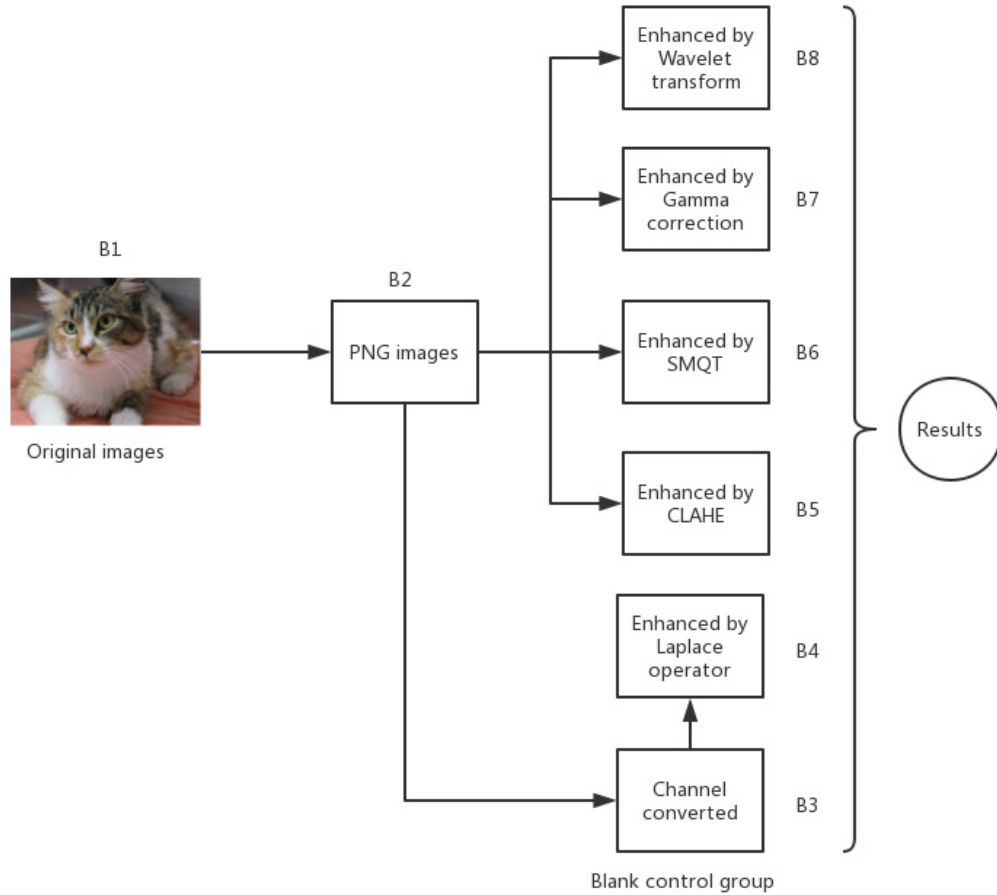 Enhanced by
Wavelet
transform
B8
Enhanced by
Gamma
correction
B7
B1
Original images
B2
PNG images
Enhanced by
SMQT
B6
Enhanced by
CLAHE
B5
Enhanced by
Laplace
operator
B4
Channel
converted
B3
Blank control group
Results